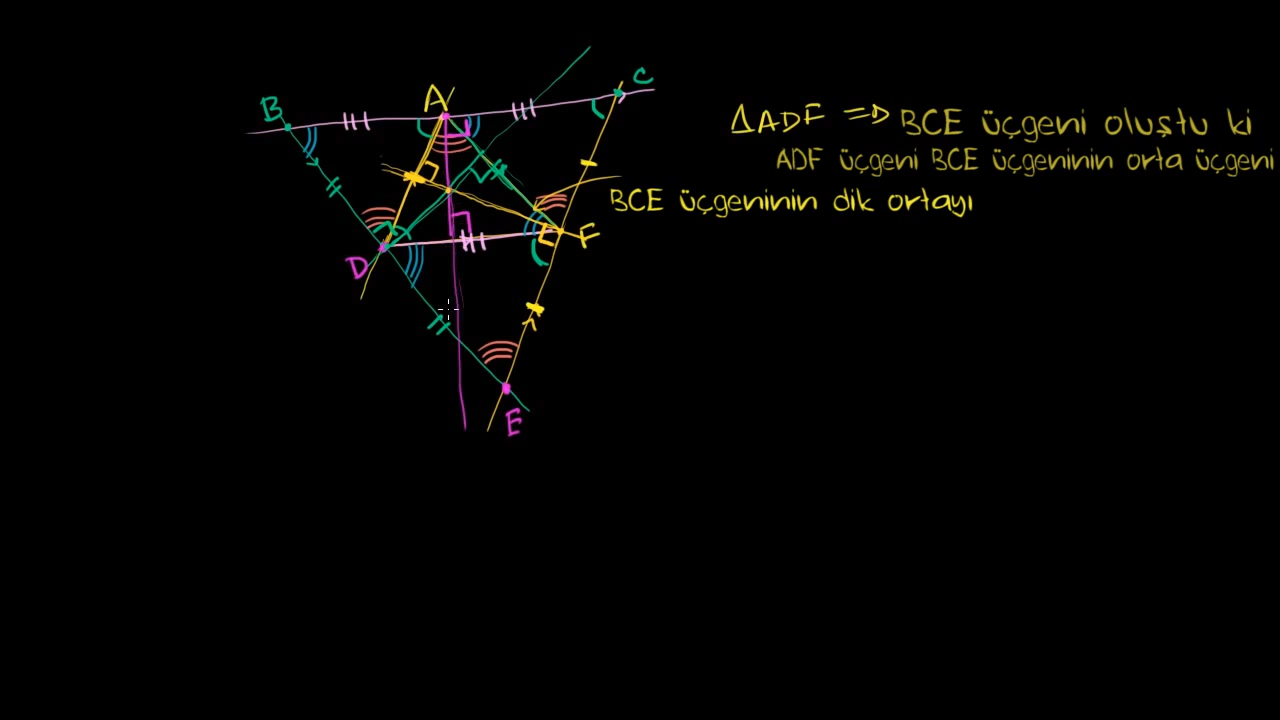 B
A
C
D
F
E
ΔADF ⇒ BCE üçgeni oluştu ki
ADF üçgeni BCE üçgeninin orta üçgeni
BCE üçgeninin dik ortayı